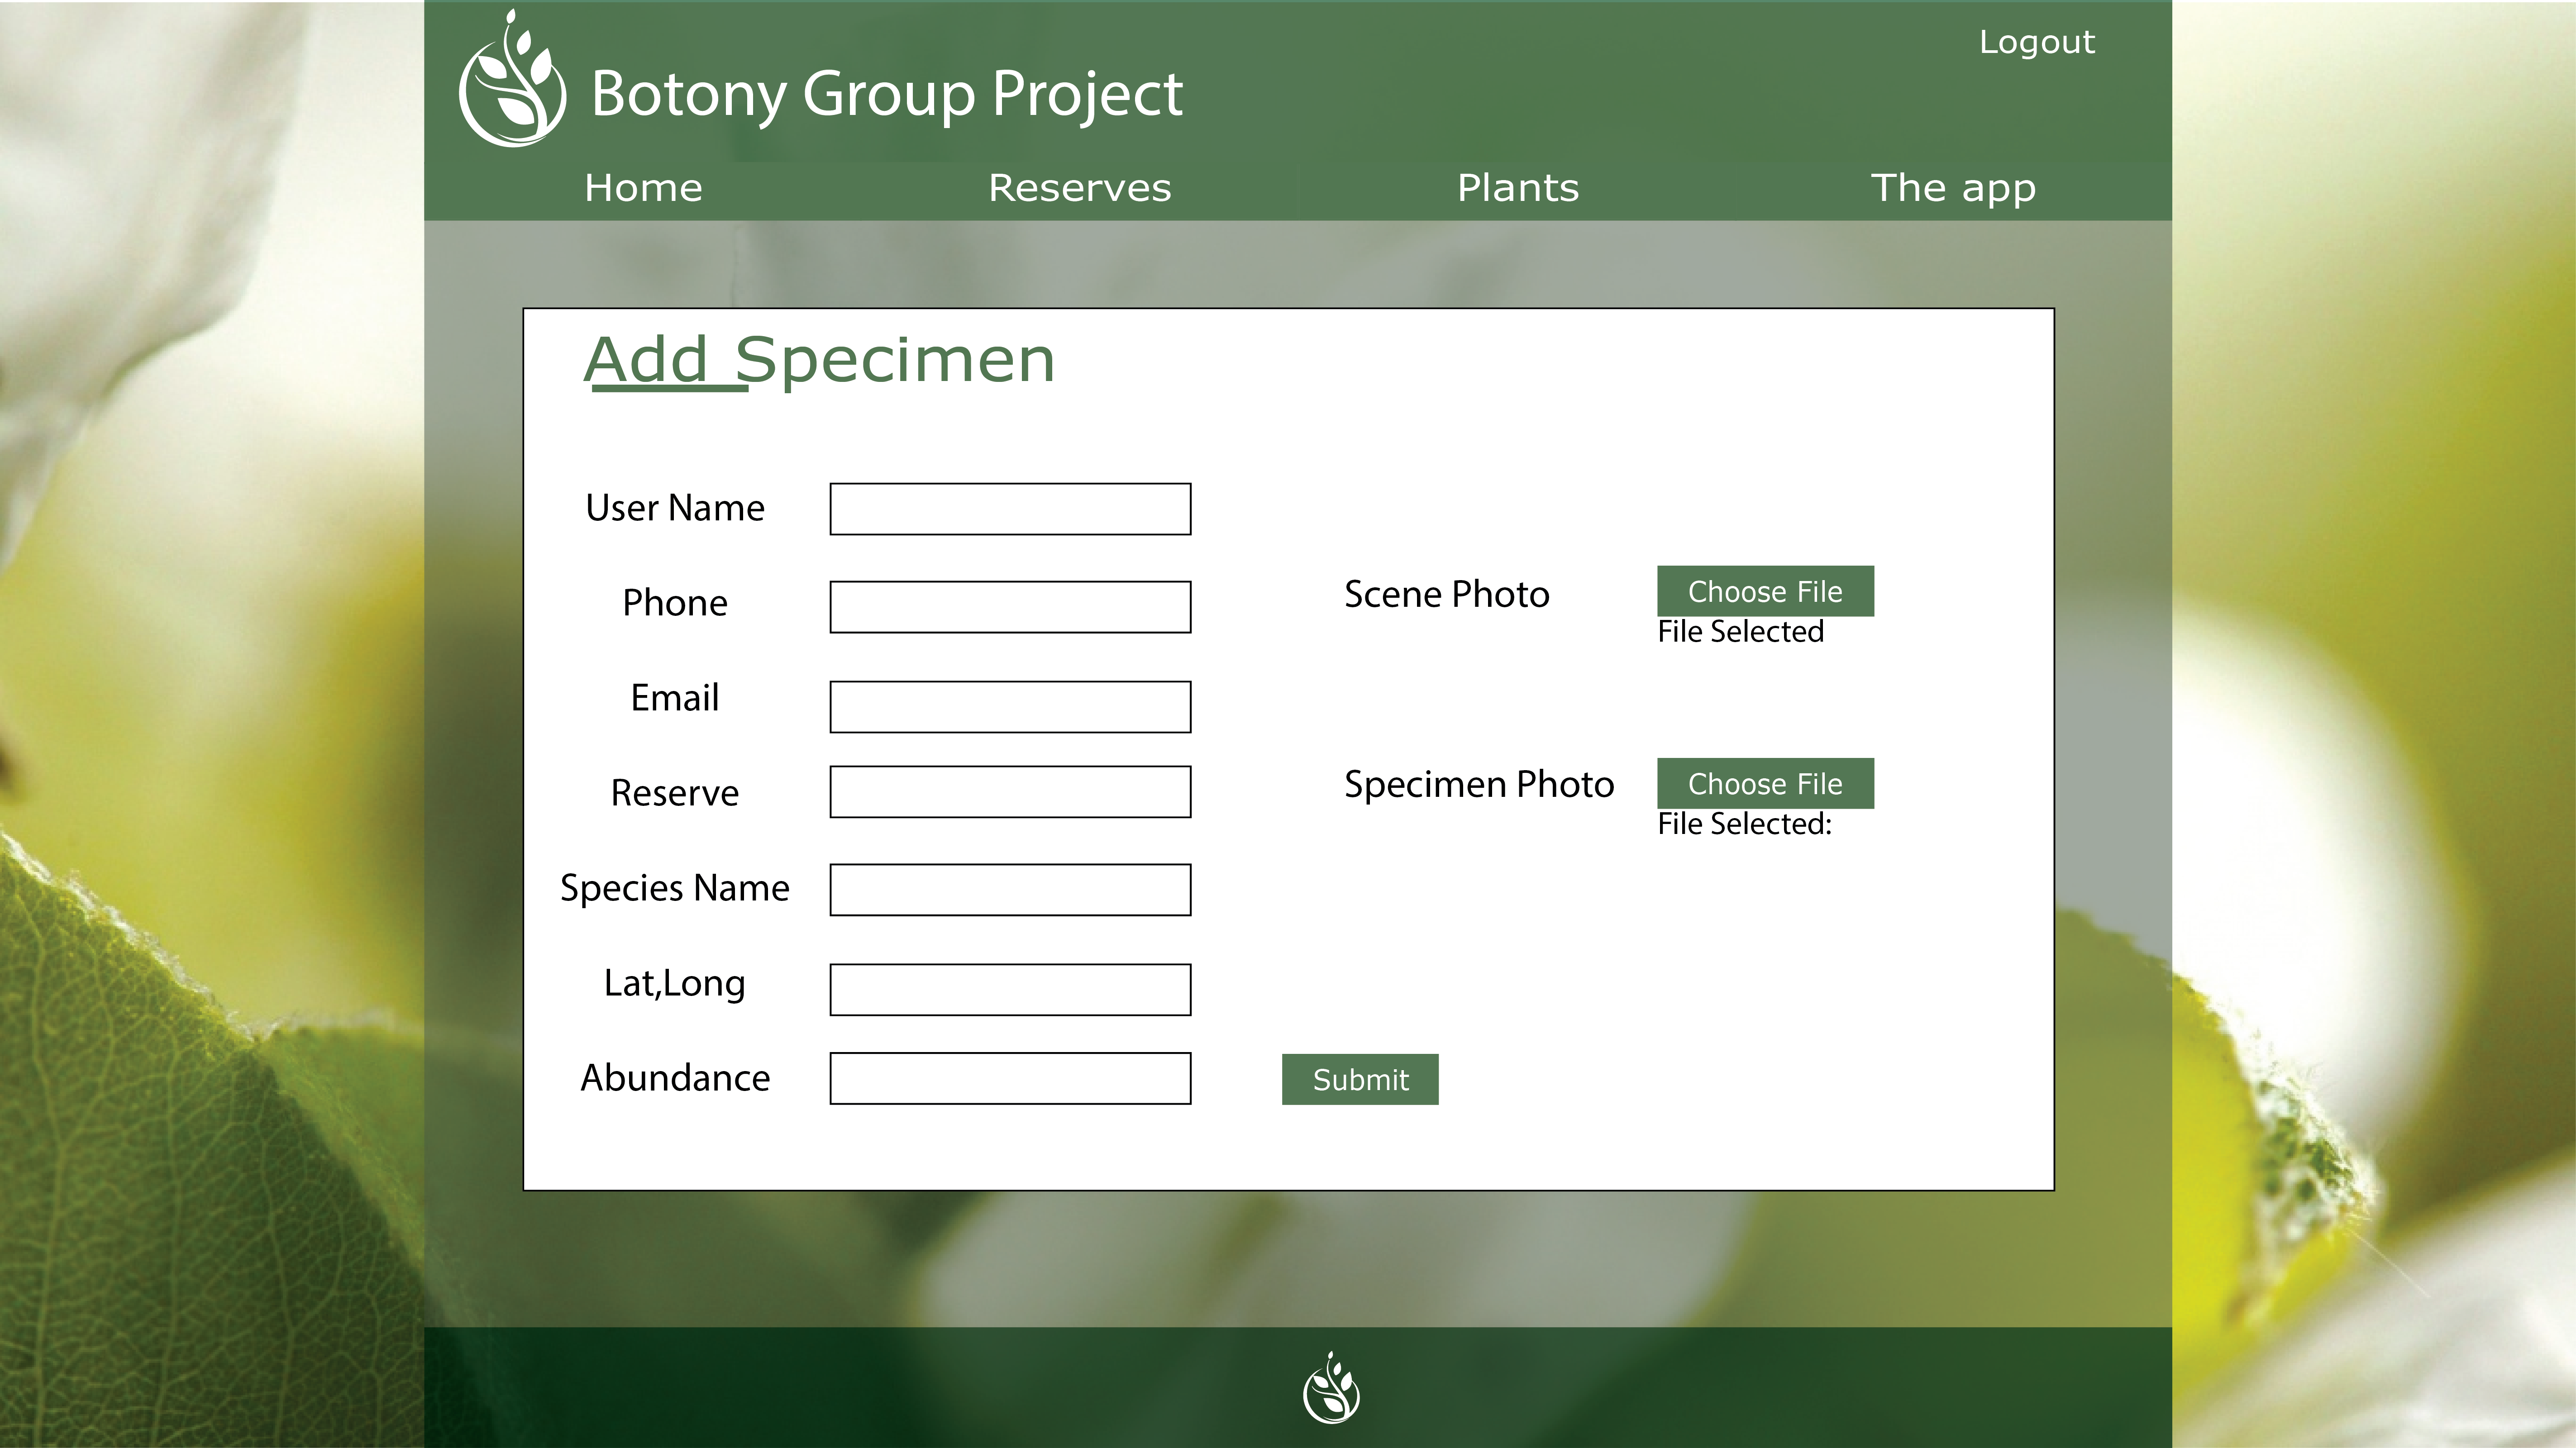 Logout
Botony Group Project
Home Reserves Plants The app
Add Specimen
User Name
Phone
Email
Reserve
Species Name
Lat,Long
Abundance
Scene Photo Choose File
File Selected
Specimen Photo Choose File
File Selected:
Submit